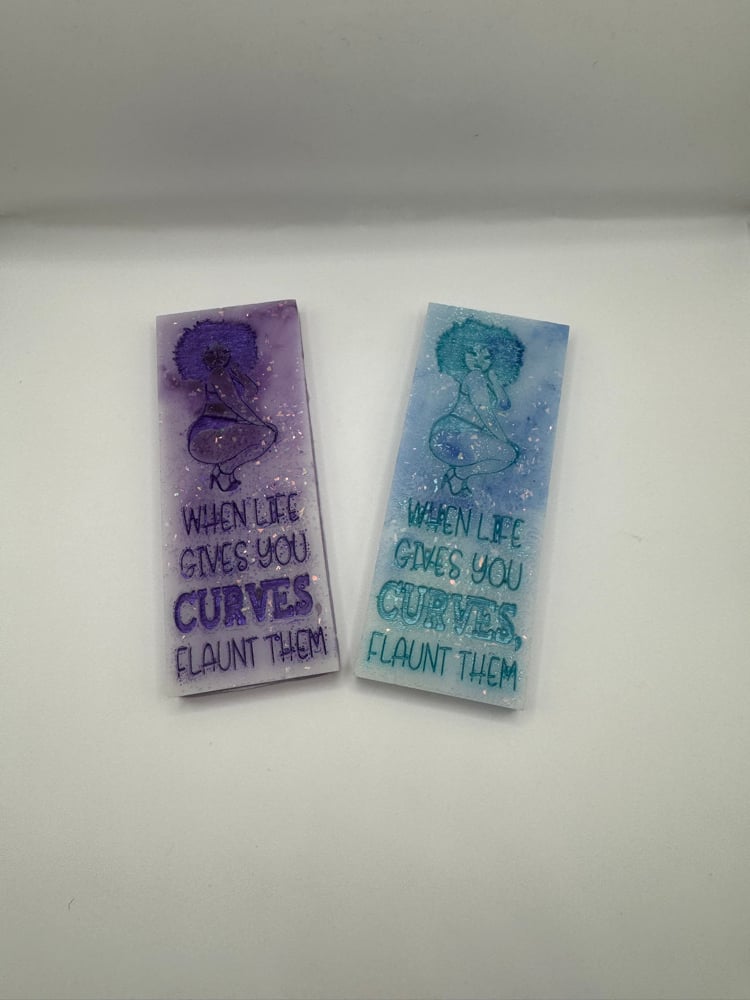 WHEN LIFE
GIVES YOU
CURVES
FLAUNT THEM
WHEN LIFE
GIVES YOU
CURVES,
FLAUNT THEM